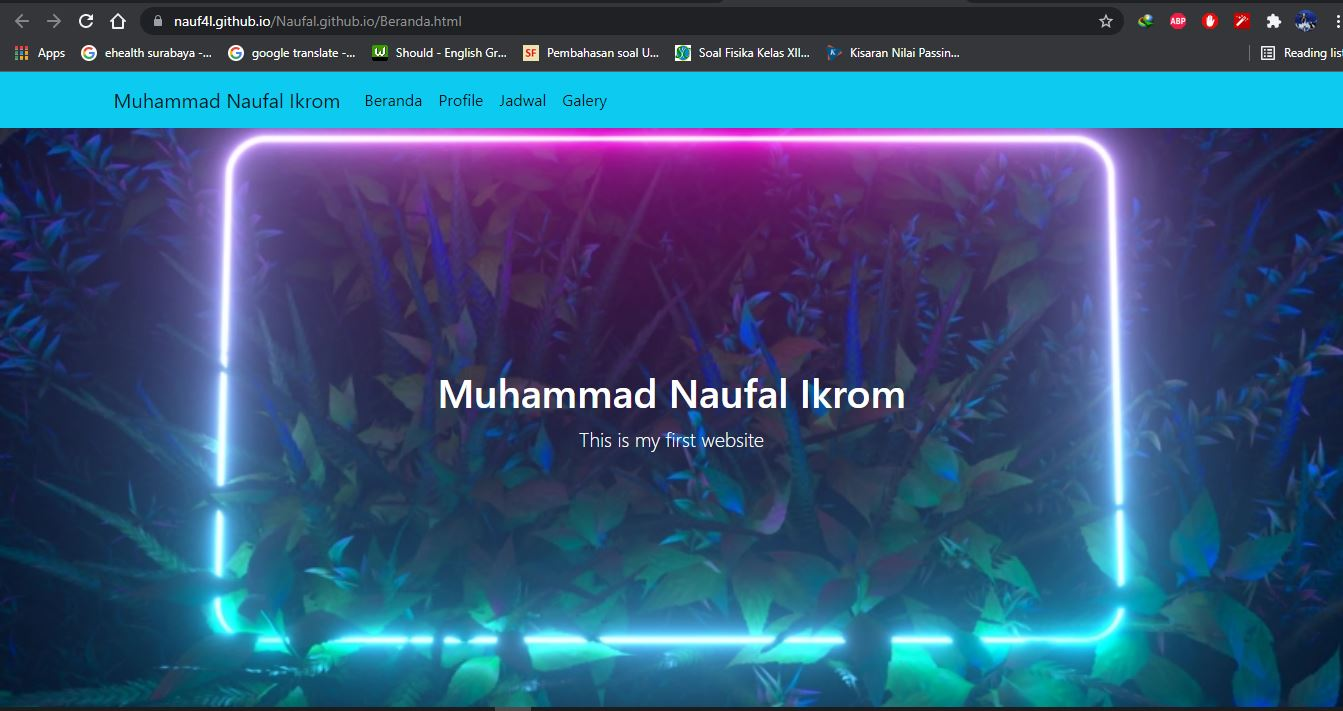 nauf4l.github.io/Naufal.github.io/Beranda.html
ABP
Apps ehealth surabaya -... google translate -... Should - English Gr... SF Pembahasan soal U... Soal Fisika Kelas XII... K Kisaran Nilai Passin... Reading list
Muhammad Naufal Ikrom Beranda Profile Jadwal Galery
Muhammad Naufal Ikrom
This is my first website